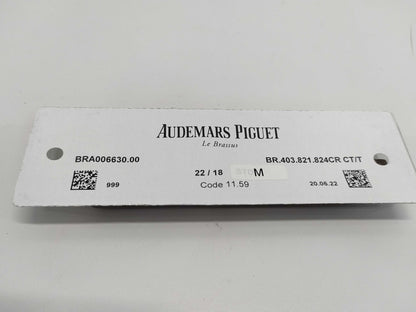 AUDEMARS PIGUET
Le Brassus
BRA006630.00 BR.403.821.824CR CT/T
22 / 18 M
999 Code 11.59 20.06.22